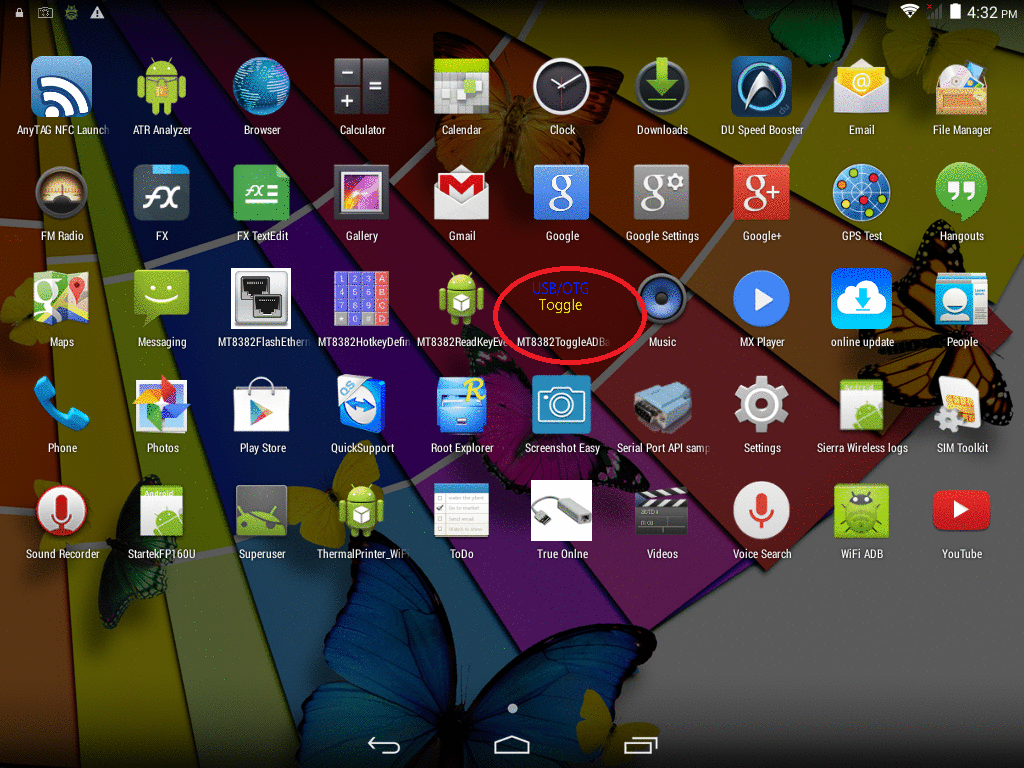 4:32 PM
AnyTAG NFC Launch
ATR Analyzer
Browser
Calculator
Calendar
Clock
Downloads
DU Speed Booster
Email
File Manager
FM Radio
FX
FX TextEdit
Gallery
Gmail
Google
Google Settings
Google+
GPS Test
Hangouts
USB/OTG
Toggle
Maps
Messaging
MT8382FlashEthern
MT8382HotkeyDefin
MT8382ReadKeyEve
MT8382ToggleADBa
Music
MX Player
online update
People
Phone
Photos
Play Store
QuickSupport
Root Explorer
Screenshot Easy
Serial Port API samp
Settings
Sierra Wireless logs
SIM Toolkit
Sound Recorder
StartekFP160U
Superuser
ThermalPrinter_WiFi
ToDo
True Onlne
Videos
Voice Search
WiFi ADB
YouTube